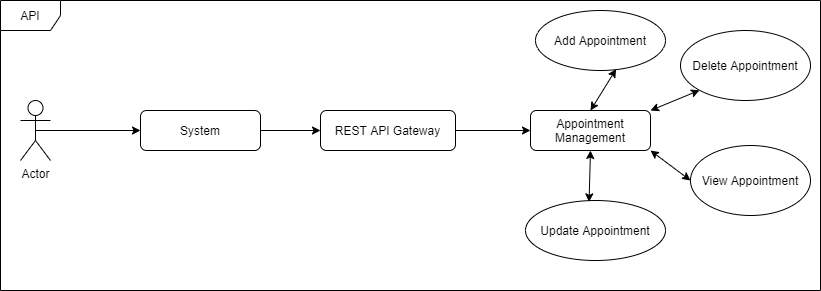 API
Add Appointment
Delete Appointment
System
REST API Gateway
Appointment
Management
Actor
View Appointment
Update Appointment